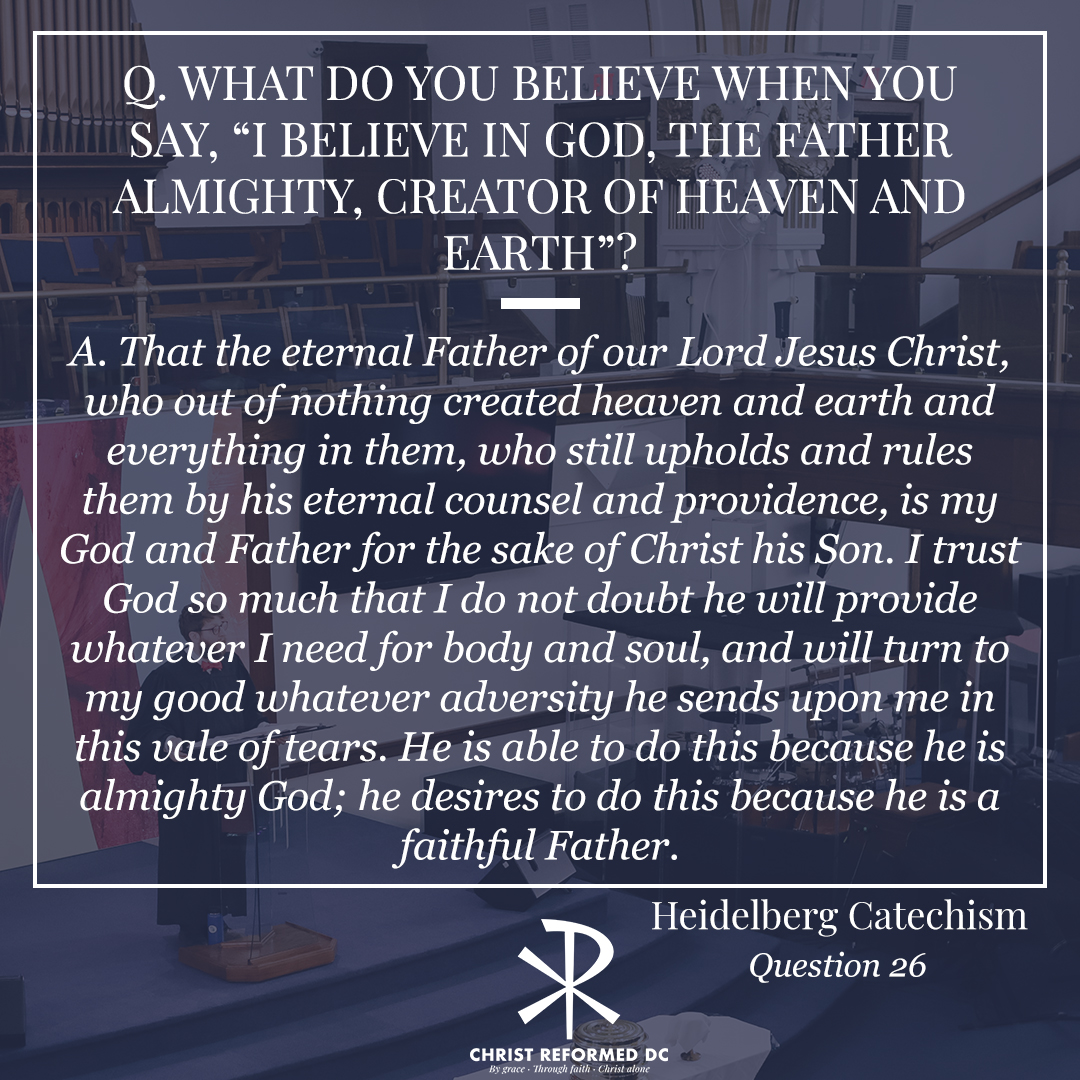 Q. WHAT DO YOU BELIEVE WHEN YOU
SAY, “I BELIEVE IN GOD, THE FATHER
ALMIGHTY, CREATOR OF HEAVEN AND
EARTH”?
A. That the eternal Father of our Lord Jesus Christ,
who out of nothing created heaven and earth and
everything in them, who still upholds and rules
them by his eternal counsel and providence, is my
God and Father for the sake of Christ his Son. I trust
God so much that I do not doubt he will provide
whatever I need for body and soul, and will turn to
my good whatever adversity he sends upon me in
this vale of tears. He is able to do this because he is
almighty God; he desires to do this because he is a
faithful Father.
Heidelberg Catechism
Question 26
CHRIST REFORMED DC
By grace · Through faith · Christ alone